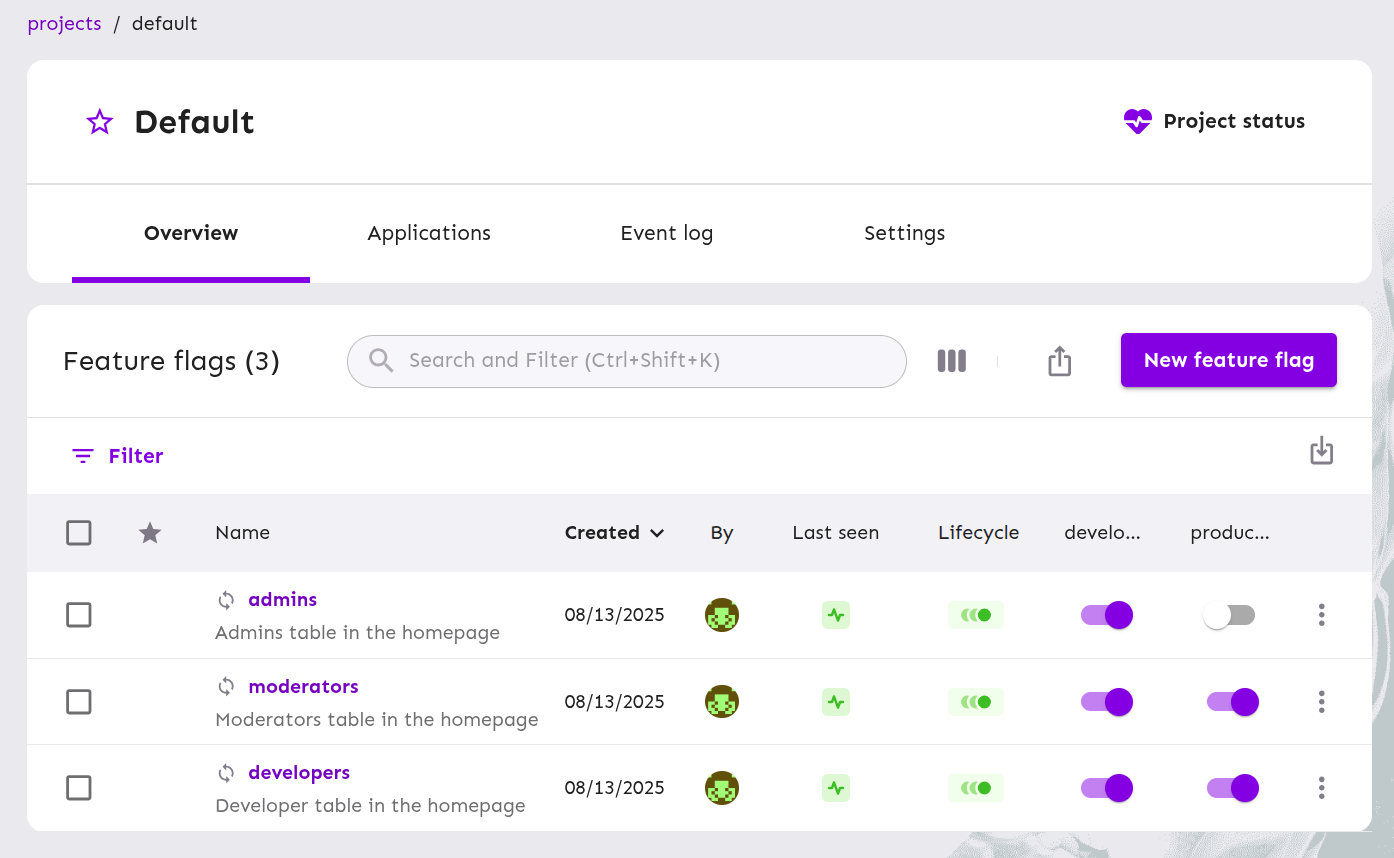 projects / default
Default
Project status
Overview Applications Event log Settings
Feature flags (3) Search and Filter (Ctrl+Shift+K) New feature flag
Filter
Name Created By Last seen Lifecycle develo... produc...
admins
Admins table in the homepage 08/13/2025
moderators
Moderators table in the homepage 08/13/2025
developers
Developer table in the homepage 08/13/2025